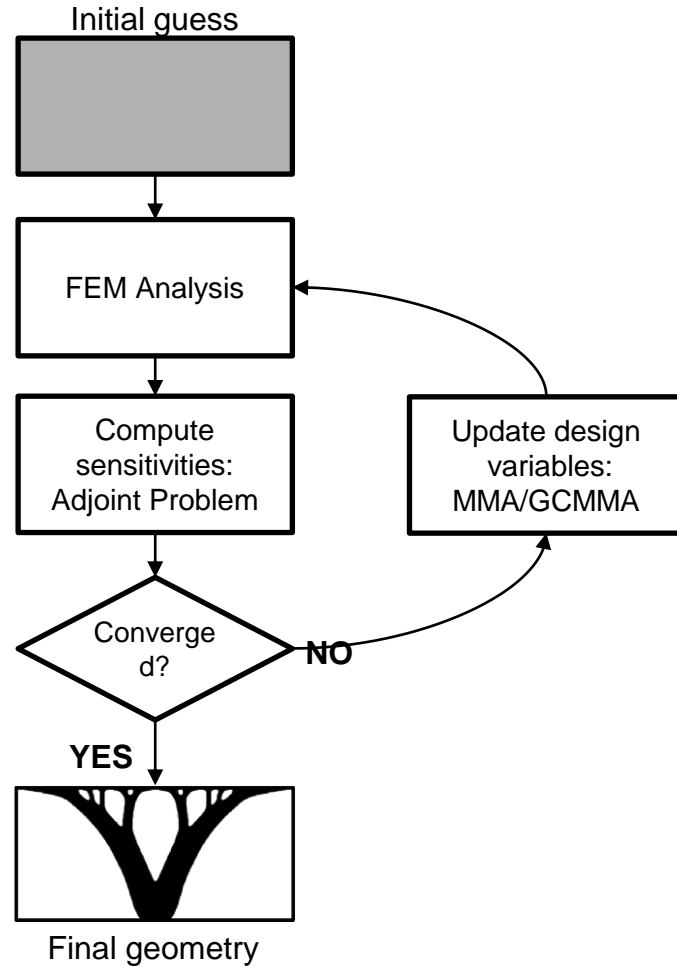 Initial guess
FEM Analysis
Compute
sensitivities:
Adjoint Problem
Update design
variables:
MMA/GCMMA
Converge
d?
NO
YES
Final geometry